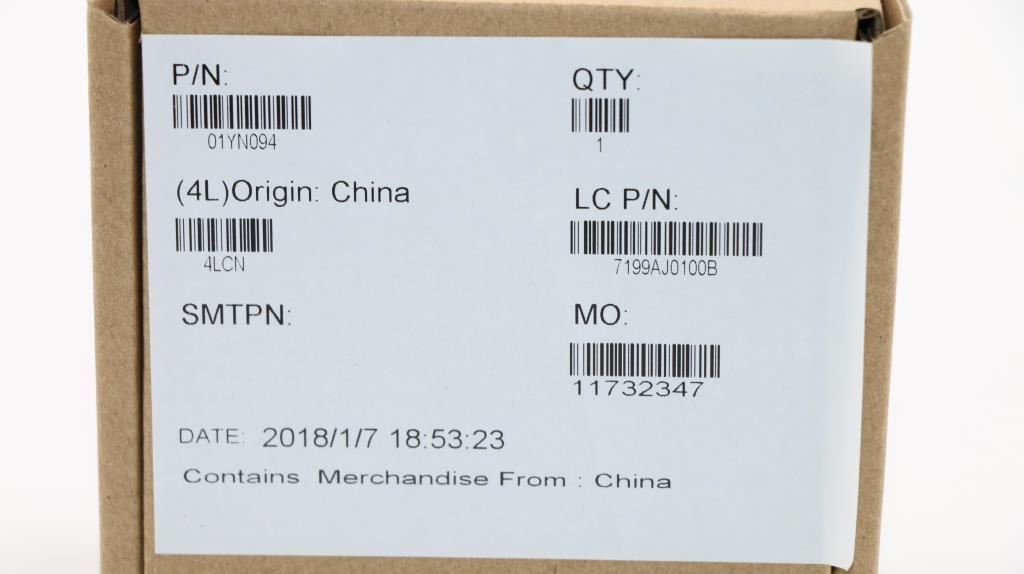 P/N:
01YN094
QTY:
1
(4L)Origin: China
4LCN
LC P/N:
7199AJ0100B
SMTPN:
MO:
11732347
DATE: 2018/1/7 18:53:23
Contains Merchandise From : China